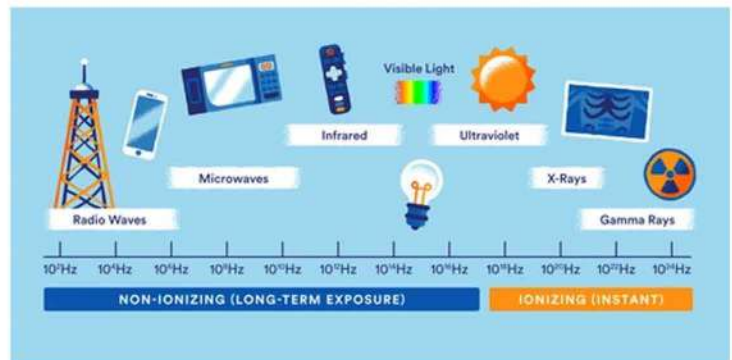 Visible Light
Infrared
Ultraviolet
Microwaves
X-Rays
Radio Waves
Gamma Rays
10²Hz 10⁴Hz 10⁶Hz 10⁸Hz 10¹⁰Hz 10¹²Hz 10¹⁴Hz 10¹⁶Hz 10¹⁸Hz 10²⁰Hz 10²²Hz 10²⁴Hz
NON-IONIZING (LONG-TERM EXPOSURE) IONIZING (INSTANT)